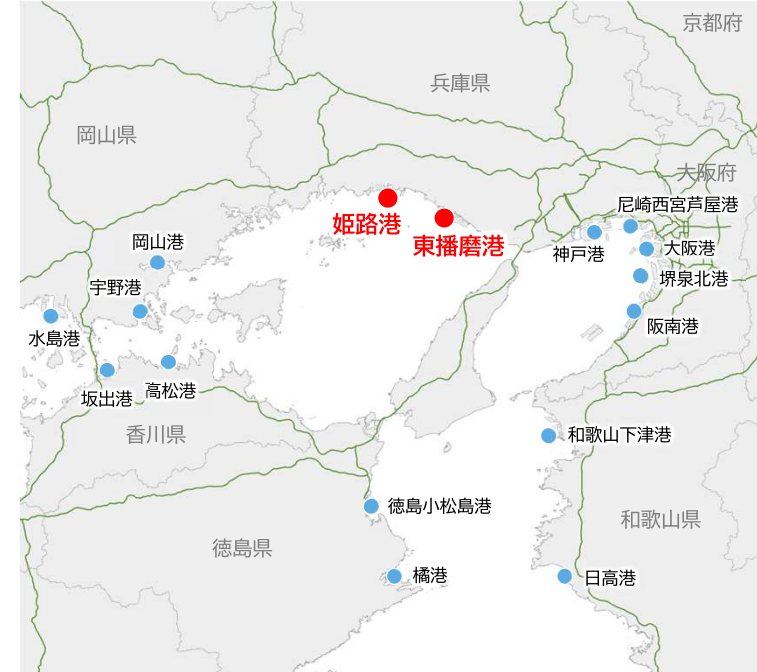 京都府
兵庫県
岡山県
大阪府
尼崎西宮芦屋港
姫路港
東播磨港
岡山港
神戸港
大阪港
堺泉北港
宇野港
阪南港
水島港
高松港
坂出港
香川県
和歌山下津港
徳島小松島港
和歌山県
徳島県
橘港
日高港